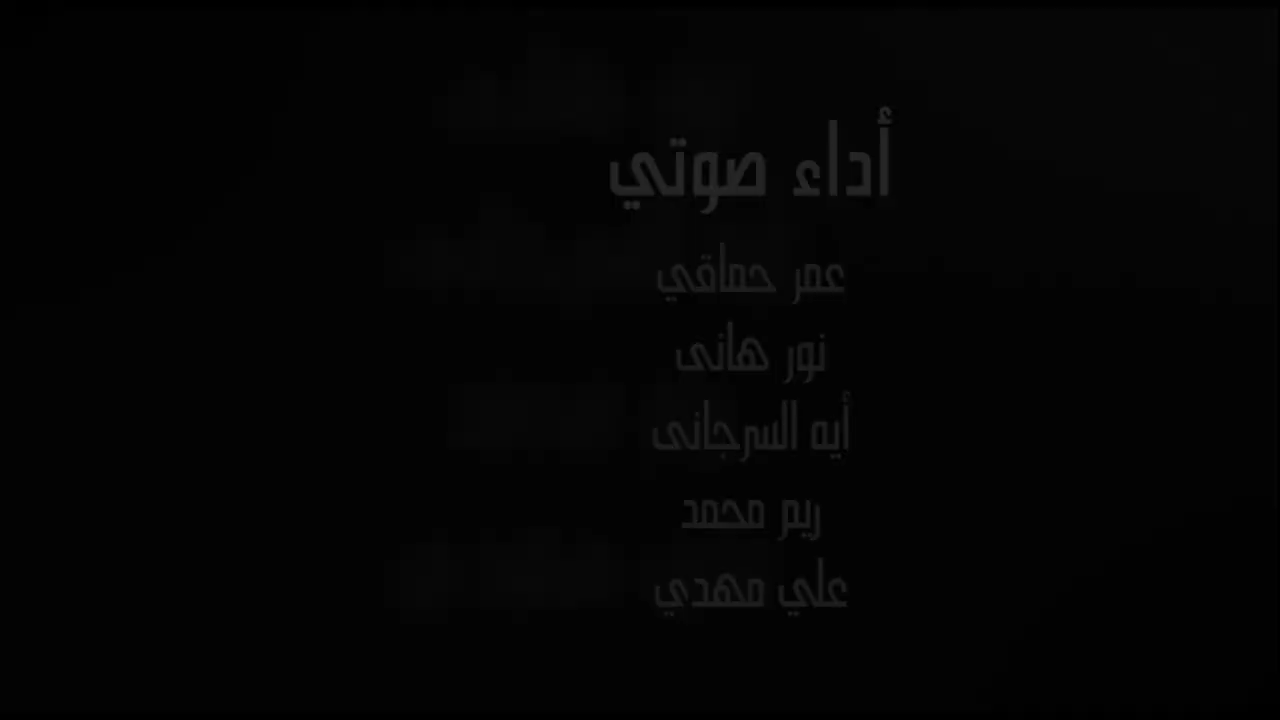 أداء صوتي
عمر حماقي
نور هانى
أيه السرجانى
ريم محمد
علي مهدي